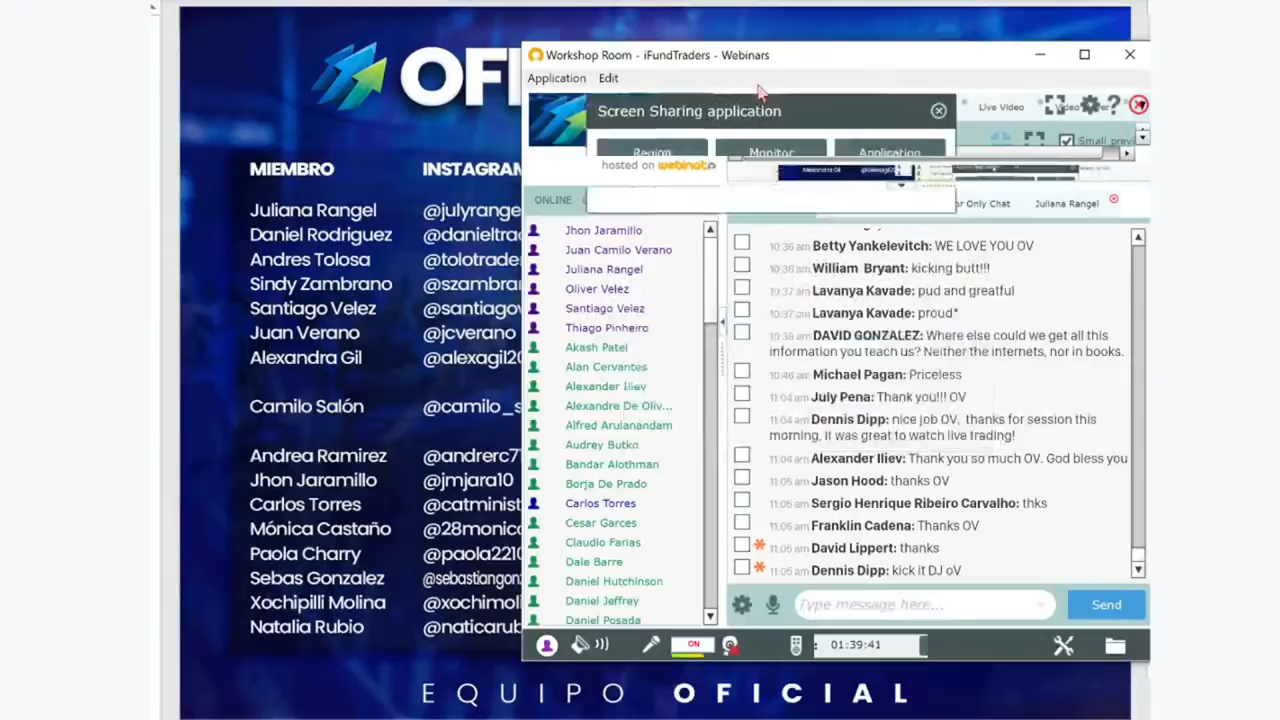 OFI
MIEMBRO INSTAGRAM
Juliana Rangel @julyrange
Daniel Rodriguez @danieltra
Andres Tolosa @tolotrade
Sindy Zambrano @szambran
Santiago Velez @santiagov
Juan Verano @jcverano
Alexandra Gil @alexagil20
Camilo Salón @camilo_s
Andrea Ramirez @andrerc7
Jhon Jaramillo @jmjara10
Carlos Torres @catminist
Mónica Castaño @28monica
Paola Charry @paola2210
Sebas Gonzalez @sebastiangonz
Xochipilli Molina @xochimoli
Natalia Rubio @naticarub
EQUIPO OFICIAL
Workshop Room - iFundTraders - Webinars
Application Edit
Screen Sharing application
Live Video
Region Monitor Application
Small previ
hosted on webinato
Alexandra Gil
ONLINE
or Only Chat Juliana Rangel
Jhon Jaramillo
Juan Camilo Verano
Juliana Rangel
Oliver Velez
Santiago Velez
Thiago Pinheiro
Akash Patel
Alan Cervantes
Alexander Iliev
Alexandre De Oliv...
Alfred Arulanandam
Audrey Butko
Bandar Alothman
Borja De Prado
Carlos Torres
Cesar Garces
Claudio Farias
Dale Barre
Daniel Hutchinson
Daniel Jeffrey
Daniel Posada
10:36 am Betty Yankelevitch: WE LOVE YOU OV
10:36 am William Bryant: kicking butt!!!
10:37 am Lavanya Kavade: pud and greatful
10:37 am Lavanya Kavade: proud*
10:38 am DAVID GONZALEZ: Where else could we get all this
information you teach us? Neither the internets, nor in books.
10:46 am Michael Pagan: Priceless
11:04 am July Pena: Thank you!!! OV
11:04 am Dennis Dipp: nice job OV, thanks for session this
morning, it was great to watch live trading!
11:04 am Alexander Iliev: Thank you so much OV. God bless you
11:05 am Jason Hood: thanks OV
11:05 am Sergio Henrique Ribeiro Carvalho: thks
11:05 am Franklin Cadena: Thanks OV
11:05 am David Lippert: thanks
11:05 am Dennis Dipp: kick it DJ oV
Type message here...
Send
ON
01:39:41